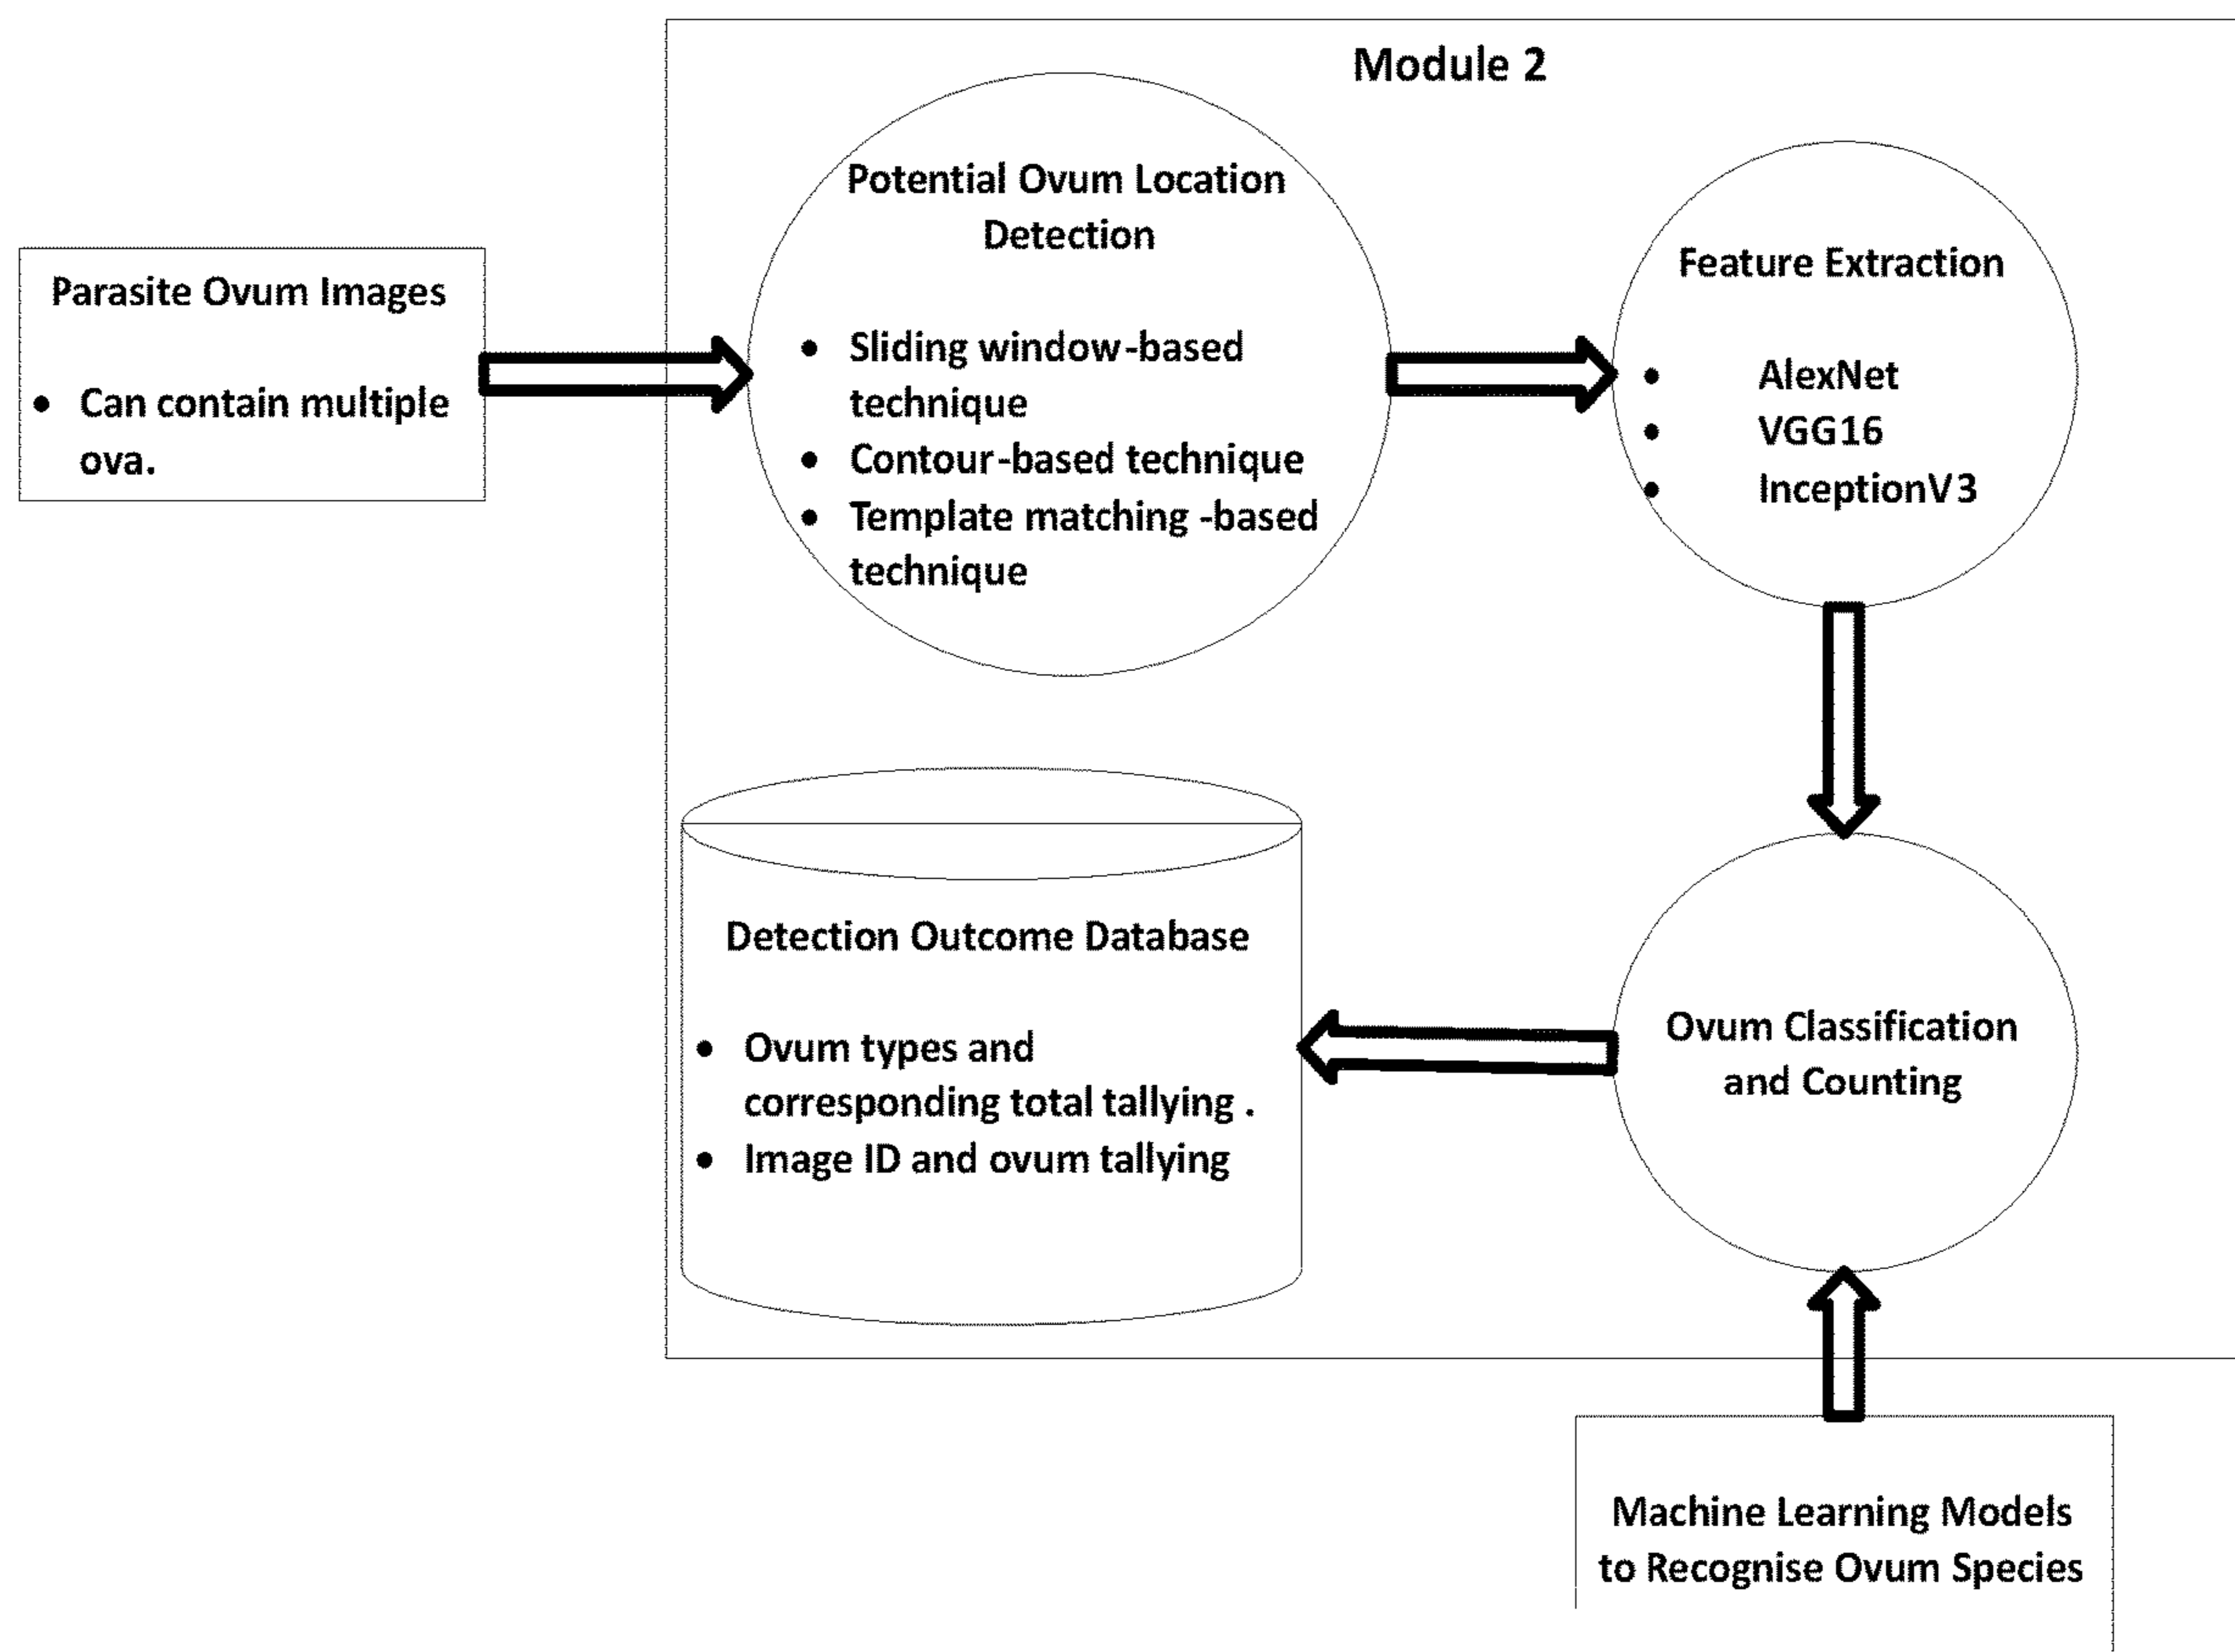 Module 2
Parasite Ovum Images
• Can contain multiple
ova.
Potential Ovum Location
Detection
• Sliding window-based
technique
• Contour-based technique
• Template matching -based
technique
Feature Extraction
• AlexNet
• VGG16
• InceptionV3
Ovum Classification
and Counting
Detection Outcome Database
• Ovum types and
corresponding total tallying .
• Image ID and ovum tallying
Machine Learning Models
to Recognise Ovum Species